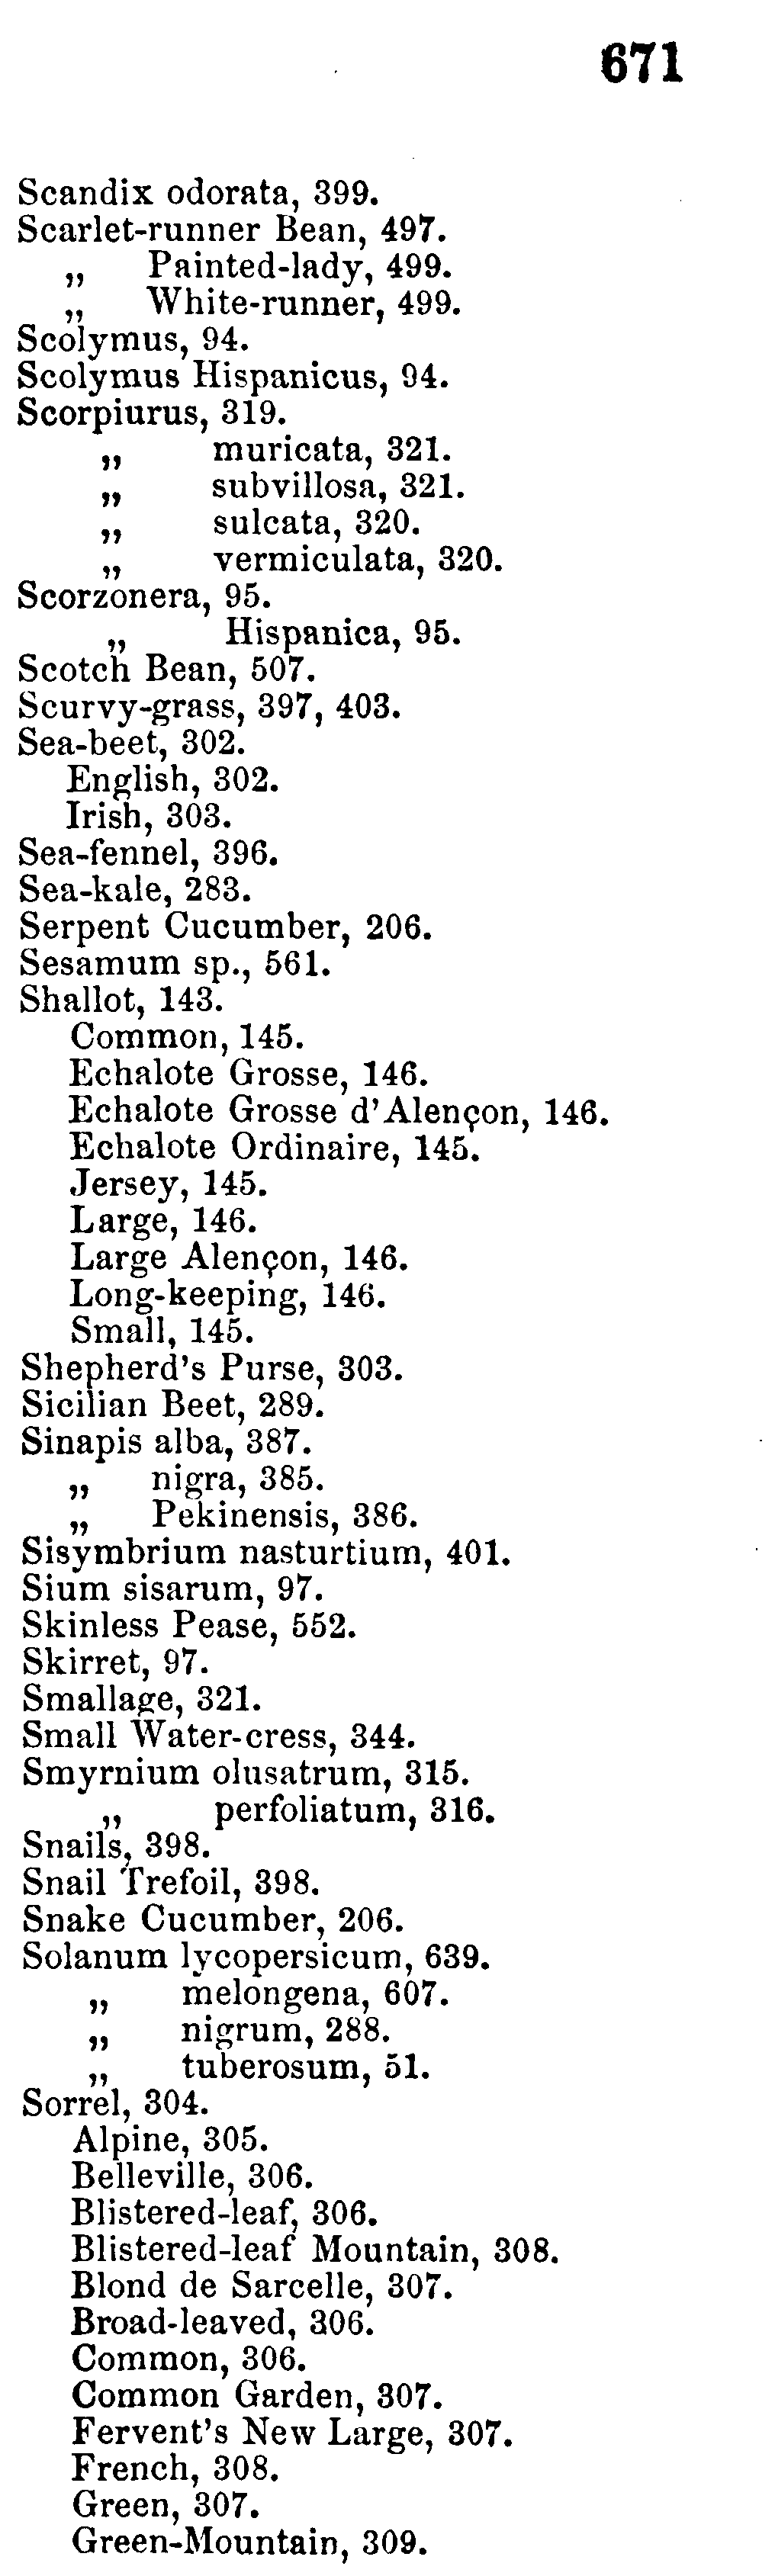 671
Scandix odorata, 399.
Scarlet-runner Bean, 497.
„ Painted-lady, 499.
„ White-runner, 499.
Scolymus, 94.
Scolymus Hispanicus, 94.
Scorpiurus, 319.
„ muricata, 321.
„ subvillosa, 321.
„ sulcata, 320.
„ vermiculata, 320.
Scorzonera, 95.
„ Hispanica, 95.
Scotch Bean, 507.
Scurvy-grass, 397, 403.
Sea-beet, 302.
English, 302.
Irish, 303.
Sea-fennel, 396.
Sea-kale, 283.
Serpent Cucumber, 206.
Sesamum sp., 561.
Shallot, 143.
Common, 145.
Echalote Grosse, 146.
Echalote Grosse d'Alençon, 146.
Echalote Ordinaire, 145.
Jersey, 145.
Large, 146.
Large Alençon, 146.
Long-keeping, 146.
Small, 145.
Shepherd's Purse, 303.
Sicilian Beet, 289.
Sinapis alba, 387.
„ nigra, 385.
„ Pekinensis, 386.
Sisymbrium nasturtium, 401.
Sium sisarum, 97.
Skinless Pease, 552.
Skirret, 97.
Smallage, 321.
Small Water-cress, 344.
Smyrnium olusatrum, 315.
„ perfoliatum, 316.
Snails, 398.
Snail Trefoil, 398.
Snake Cucumber, 206.
Solanum lycopersicum, 639.
„ melongena, 607.
„ nigrum, 288.
„ tuberosum, 51.
Sorrel, 304.
Alpine, 305.
Belleville, 306.
Blistered-leaf, 306.
Blistered-leaf Mountain, 308.
Blond de Sarcelle, 307.
Broad-leaved, 306.
Common, 306.
Common Garden, 307.
Fervent's New Large, 307.
French, 308.
Green, 307.
Green-Mountain, 309.